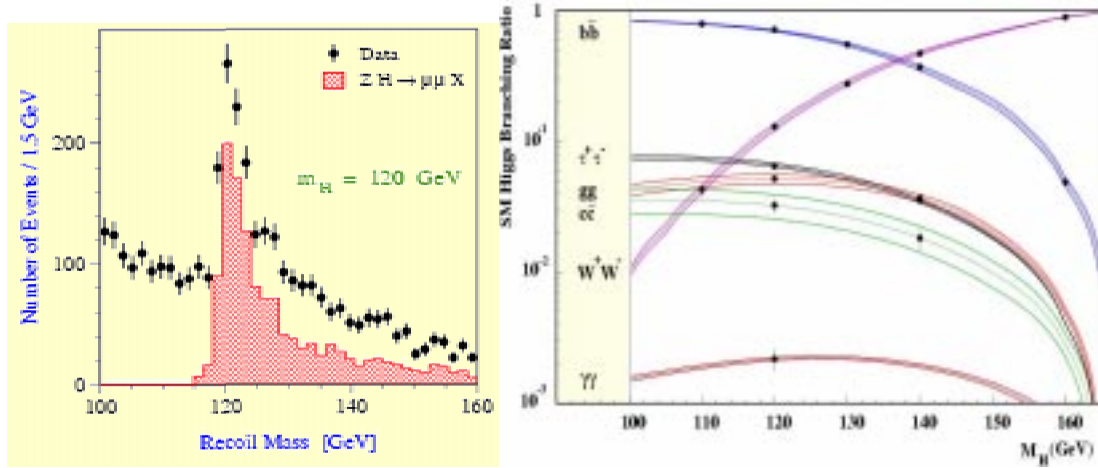 Data
Z H → μμ X
m_H = 120 GeV
Number of Events / 1.5 GeV
200
100
0
100
120
140
160
Recoil Mass [GeV]
SM Higgs Branching Ratio
1
10⁻¹
10⁻²
10⁻³
bb̄
τ⁺τ⁻
gg
cc̄
W⁺W⁻
γγ
100
110
120
130
140
150
160
M_H (GeV)